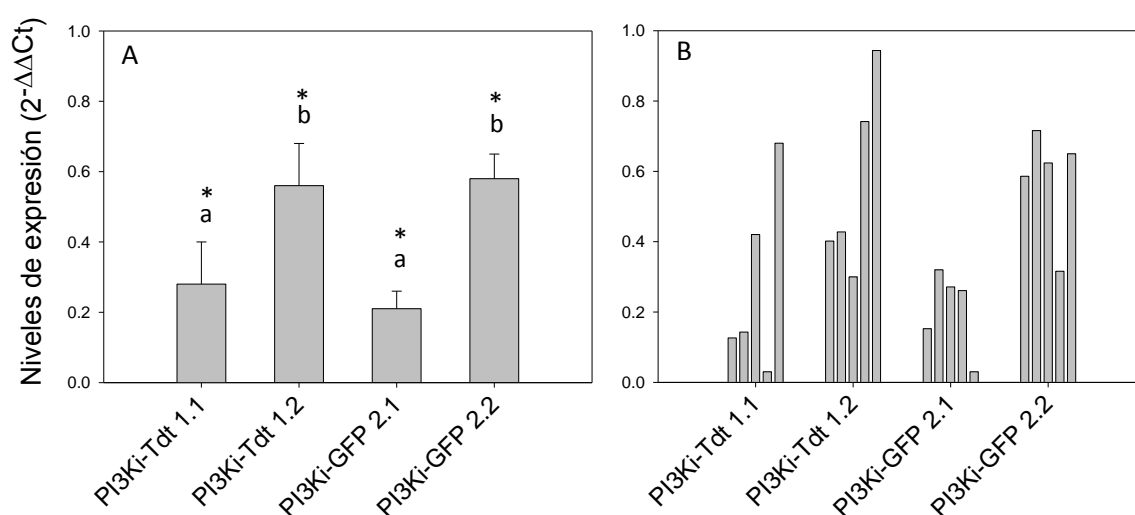 Niveles de expresión (2-ΔΔCt)
A
1.0
0.8
0.6
0.4
0.2
0.0
*
a
*
b
*
a
*
b
PI3Ki-Tdt 1.1
PI3Ki-Tdt 1.2
PI3Ki-GFP 2.1
PI3Ki-GFP 2.2
B
1.0
0.8
0.6
0.4
0.2
0.0
PI3Ki-Tdt 1.1
PI3Ki-Tdt 1.2
PI3Ki-GFP 2.1
PI3Ki-GFP 2.2